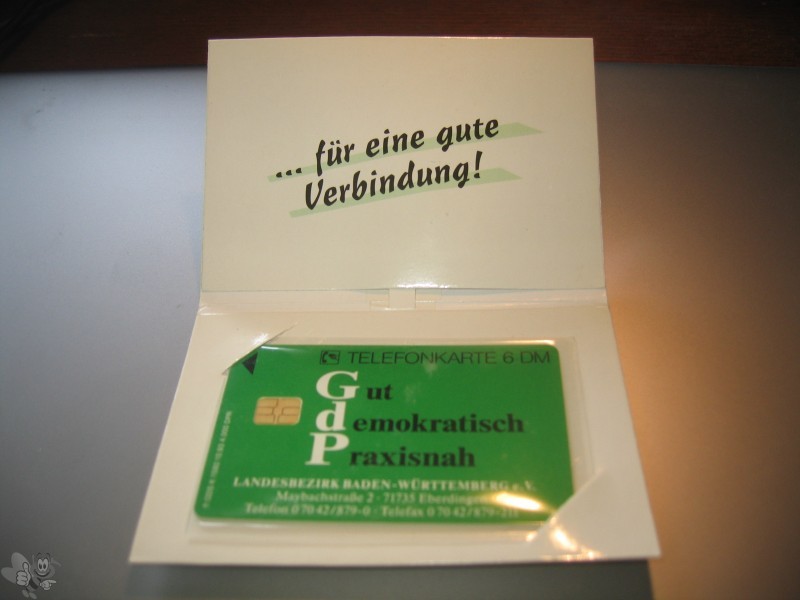 ... für eine gute
Verbindung!
TELEFONKARTE 6 DM
Gut
demokratisch
Praxisnah
LANDESBEZIRK BADEN-WÜRTTEMBERG e.V.
Maybachstraße 2 · 71735 Eberdingen
Telefon 0 70 42/879-0 · Telefax 0 70 42/879-211